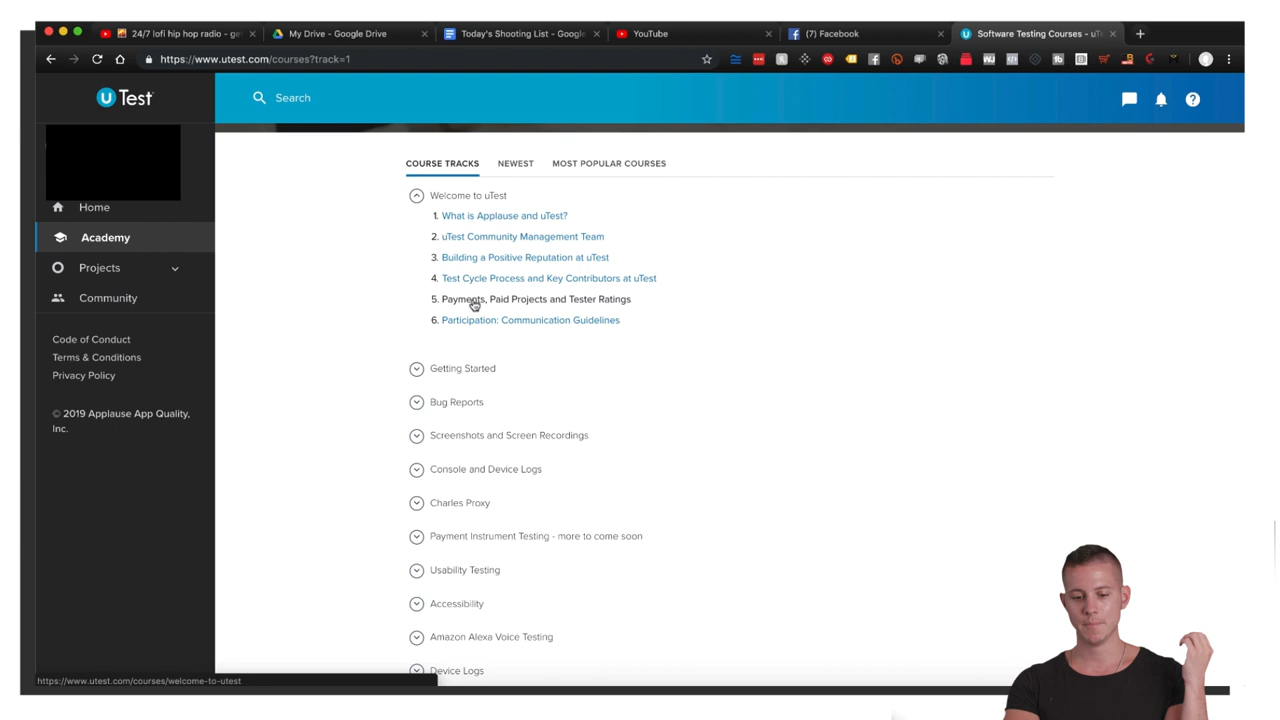 24/7 lofi hip hop radio - ge
My Drive - Google Drive
Today's Shooting List - Google
YouTube
(7) Facebook
Software Testing Courses - uTe
https://www.utest.com/courses?track=1
uTest
Search
Home
Academy
Projects
Community
Code of Conduct
Terms & Conditions
Privacy Policy
© 2019 Applause App Quality,
Inc.
COURSE TRACKS NEWEST MOST POPULAR COURSES
Welcome to uTest
1. What is Applause and uTest?
2. uTest Community Management Team
3. Building a Positive Reputation at uTest
4. Test Cycle Process and Key Contributors at uTest
5. Payments, Paid Projects and Tester Ratings
6. Participation: Communication Guidelines
Getting Started
Bug Reports
Screenshots and Screen Recordings
Console and Device Logs
Charles Proxy
Payment Instrument Testing - more to come soon
Usability Testing
Accessibility
Amazon Alexa Voice Testing
Device Logs
https://www.utest.com/courses/welcome-to-utest